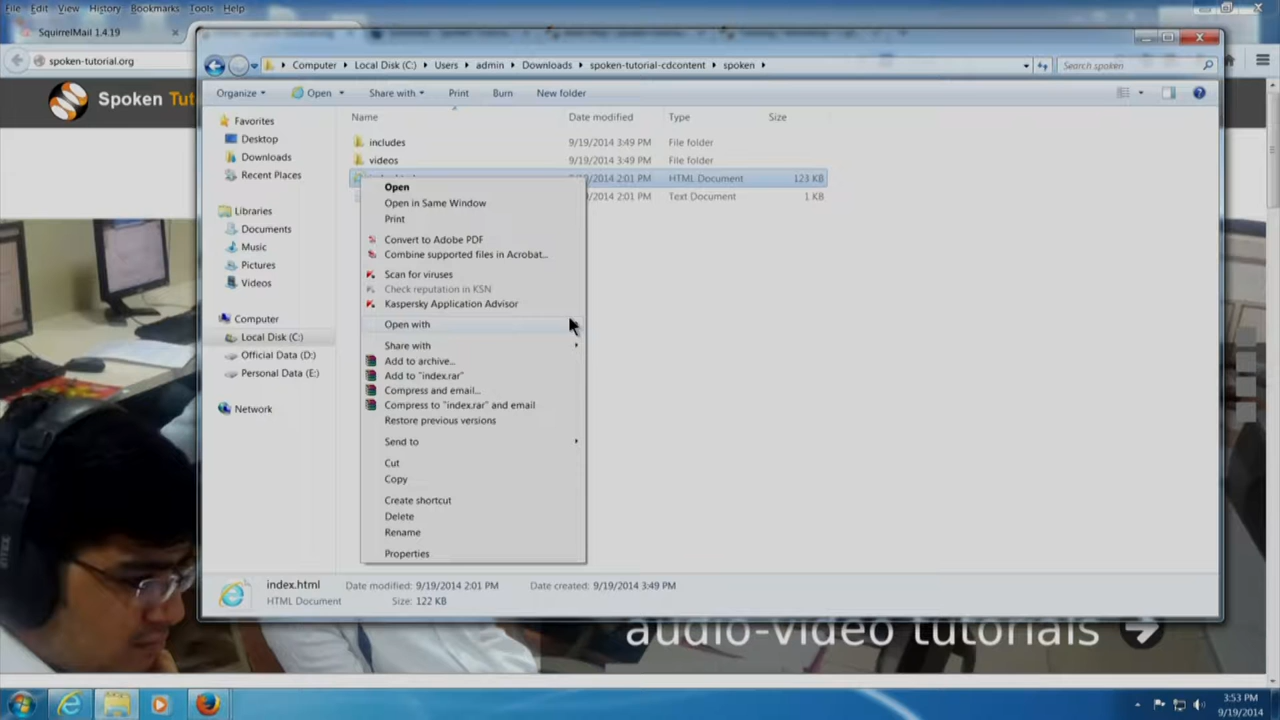 File Edit View History Bookmarks Tools Help
SquirrelMail 1.4.19
spoken-tutorial.org
Spoken Tut
Computer Local Disk (C:) Users admin Downloads spoken-tutorial-cdcontent spoken
Search spoken
Organize Open Share with Print Burn New folder
Favorites
Desktop
Downloads
Recent Places
Libraries
Documents
Music
Pictures
Videos
Computer
Local Disk (C:)
Official Data (D:)
Personal Data (E:)
Network
Name Date modified Type Size
includes 9/19/2014 3:49 PM File folder
videos 9/19/2014 3:49 PM File folder
/2014 2:01 PM HTML Document 123 KB
/2014 2:01 PM Text Document 1 KB
Open
Open in Same Window
Print
Convert to Adobe PDF
Combine supported files in Acrobat...
Scan for viruses
Check reputation in KSN
Kaspersky Application Advisor
Open with
Share with
Add to archive...
Add to "index.rar"
Compress and email...
Compress to "index.rar" and email
Restore previous versions
Send to
Cut
Copy
Create shortcut
Delete
Rename
Properties
index.html Date modified: 9/19/2014 2:01 PM Date created: 9/19/2014 3:49 PM
HTML Document Size: 122 KB
audio-video tutorials
3:53 PM
9/19/2014